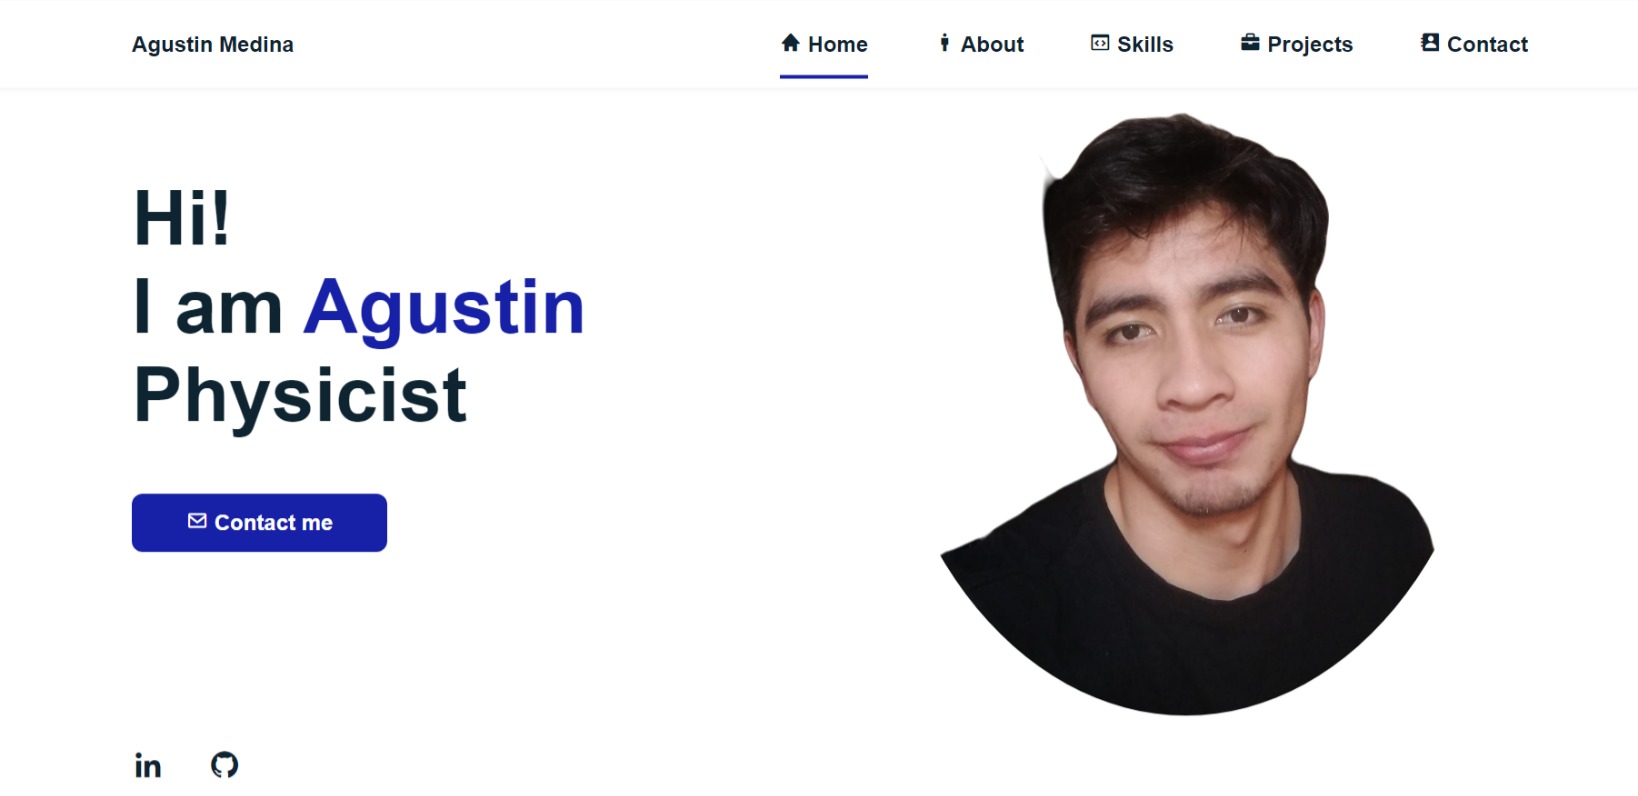 Agustin Medina
Home
About
Skills
Projects
Contact
Hi!
I am Agustin
Physicist
Contact me
in